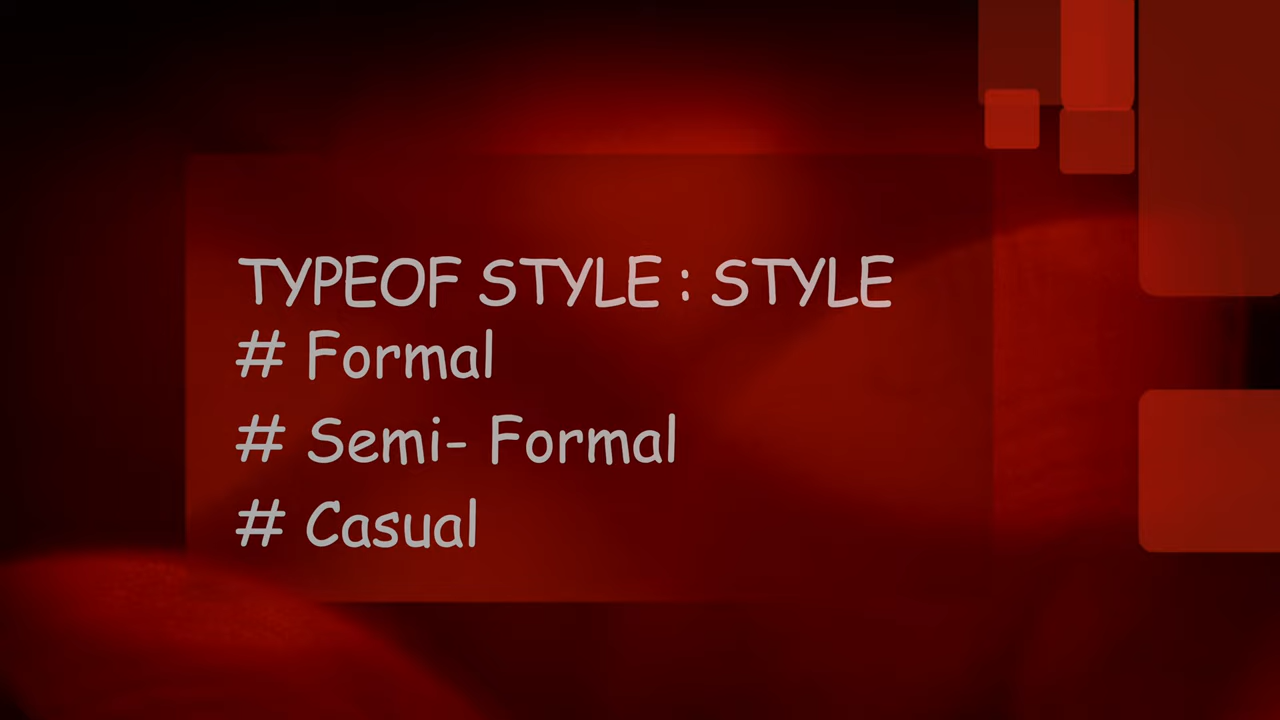 TYPEOF STYLE : STYLE
# Formal
# Semi- Formal
# Casual